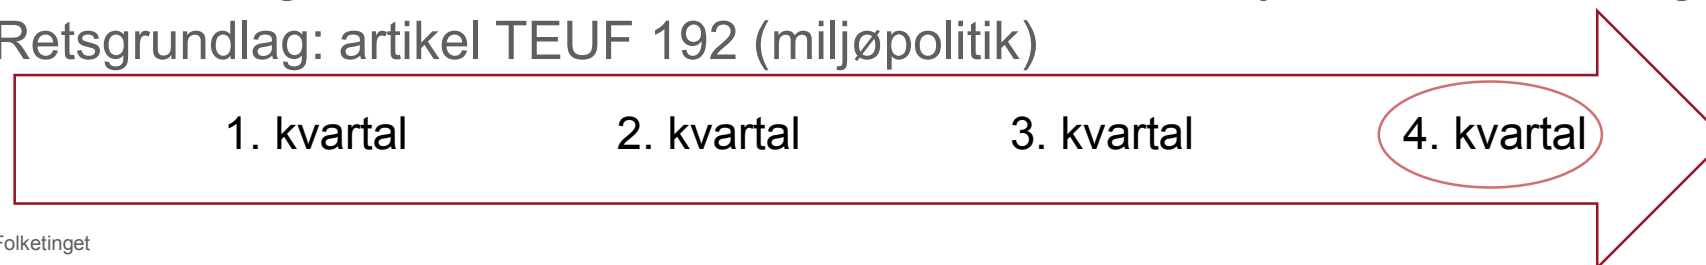 Retsgrundlag: artikel TEUF 192 (miljøpolitik)
1. kvartal 2. kvartal 3. kvartal 4. kvartal
Folketinget